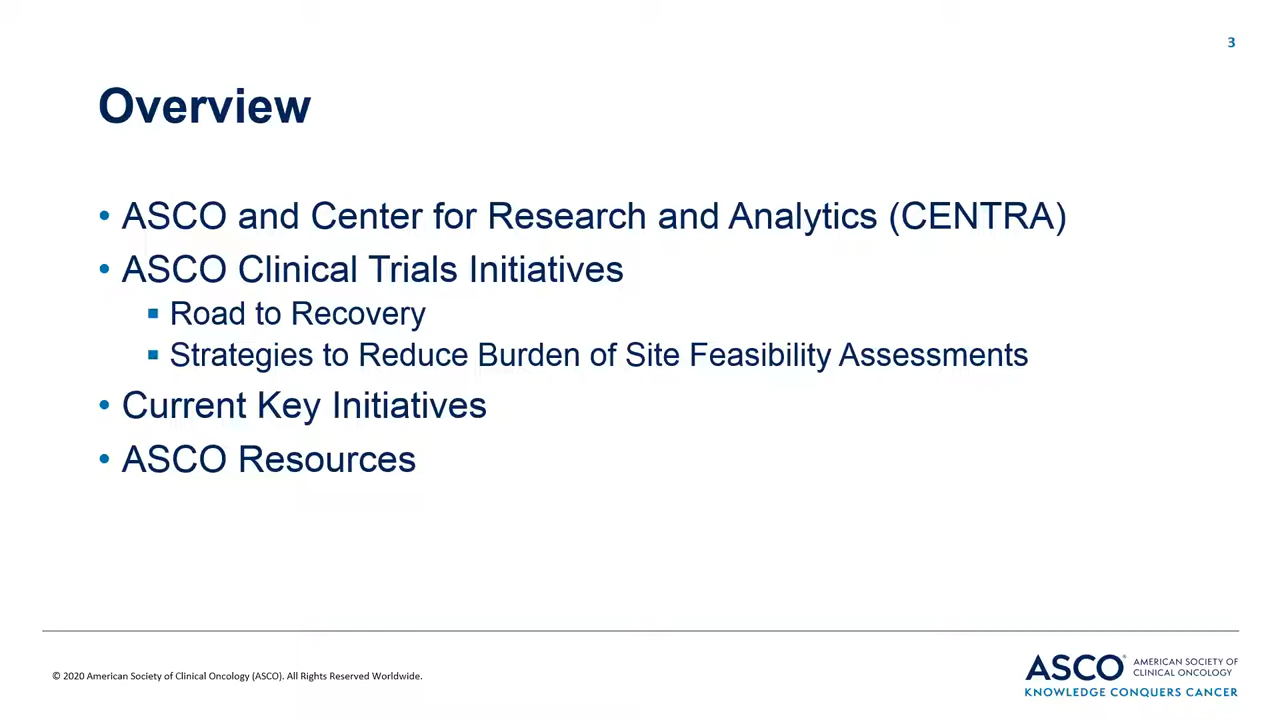 3
Overview
• ASCO and Center for Research and Analytics (CENTRA)
• ASCO Clinical Trials Initiatives
▪ Road to Recovery
▪ Strategies to Reduce Burden of Site Feasibility Assessments
• Current Key Initiatives
• ASCO Resources
© 2020 American Society of Clinical Oncology (ASCO). All Rights Reserved Worldwide.
ASCO® AMERICAN SOCIETY OF
CLINICAL ONCOLOGY
KNOWLEDGE CONQUERS CANCER